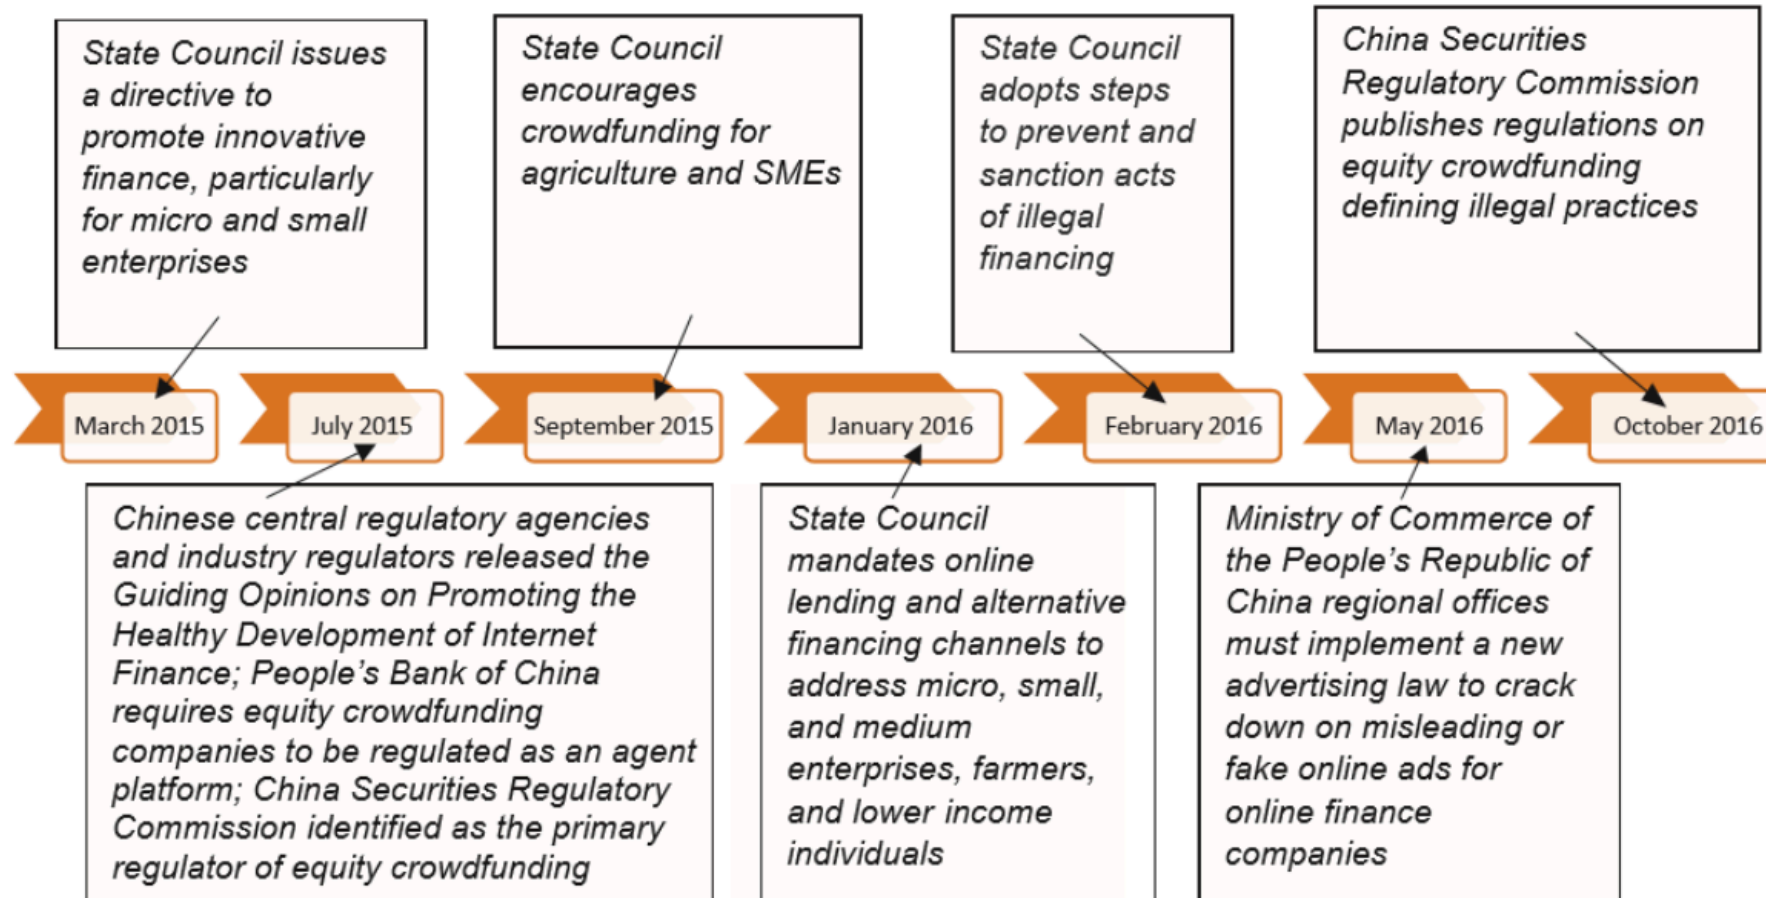 State Council issues
a directive to
promote innovative
finance, particularly
for micro and small
enterprises
State Council
encourages
crowdfunding for
agriculture and SMEs
State Council
adopts steps
to prevent and
sanction acts
of illegal
financing
China Securities
Regulatory Commission
publishes regulations on
equity crowdfunding
defining illegal practices
March 2015
July 2015
September 2015
January 2016
February 2016
May 2016
October 2016
Chinese central regulatory agencies
and industry regulators released the
Guiding Opinions on Promoting the
Healthy Development of Internet
Finance; People’s Bank of China
requires equity crowdfunding
companies to be regulated as an agent
platform; China Securities Regulatory
Commission identified as the primary
regulator of equity crowdfunding
State Council
mandates online
lending and alternative
financing channels to
address micro, small,
and medium
enterprises, farmers,
and lower income
individuals
Ministry of Commerce of
the People’s Republic of
China regional offices
must implement a new
advertising law to crack
down on misleading or
fake online ads for
online finance
companies